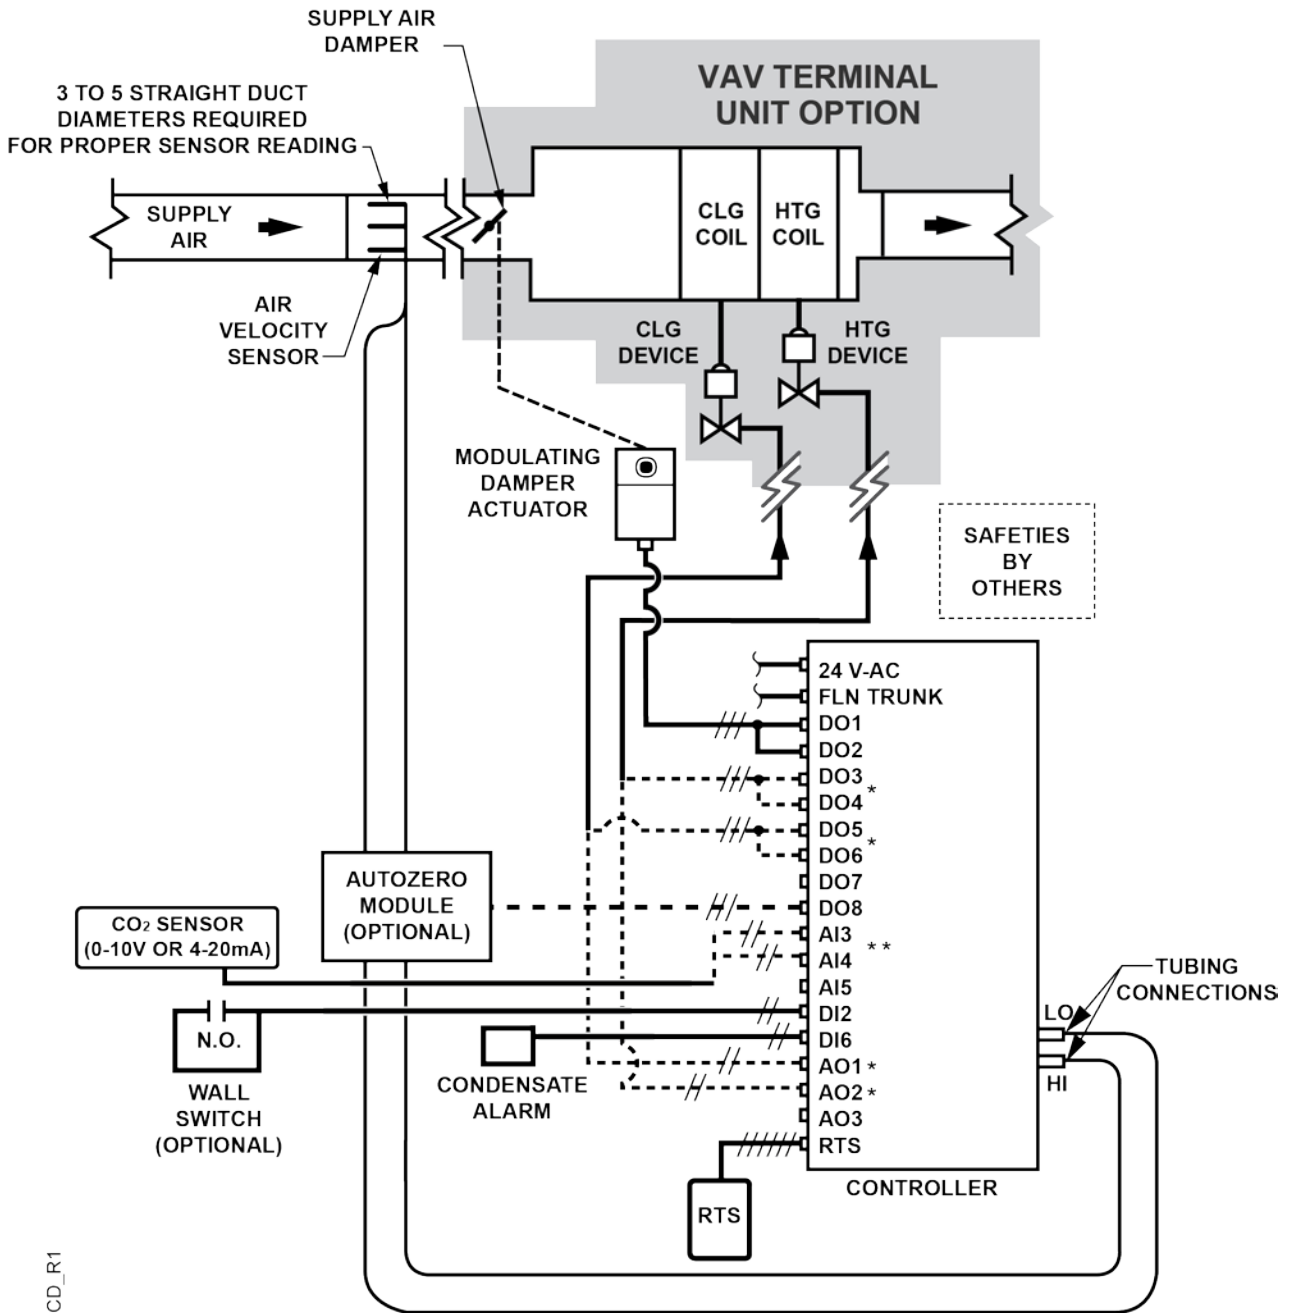 SUPPLY AIR
DAMPER
VAV TERMINAL
UNIT OPTION
3 TO 5 STRAIGHT DUCT
DIAMETERS REQUIRED
FOR PROPER SENSOR READING
SUPPLY
AIR
CLG
COIL
HTG
COIL
AIR
VELOCITY
SENSOR
CLG
DEVICE
HTG
DEVICE
MODULATING
DAMPER
ACTUATOR
SAFETIES
BY
OTHERS
24 V-AC
FLN TRUNK
DO1
DO2
DO3
DO4 *
DO5
DO6 *
DO7
DO8
AI3
AI4 * *
AI5
DI2
DI6
AO1 *
AO2 *
AO3
RTS
CONTROLLER
AUTOZERO
MODULE
(OPTIONAL)
CO₂ SENSOR
(0-10V OR 4-20mA)
N.O.
WALL
SWITCH
(OPTIONAL)
CONDENSATE
ALARM
RTS
TUBING
CONNECTIONS
LO
HI
CD_R1